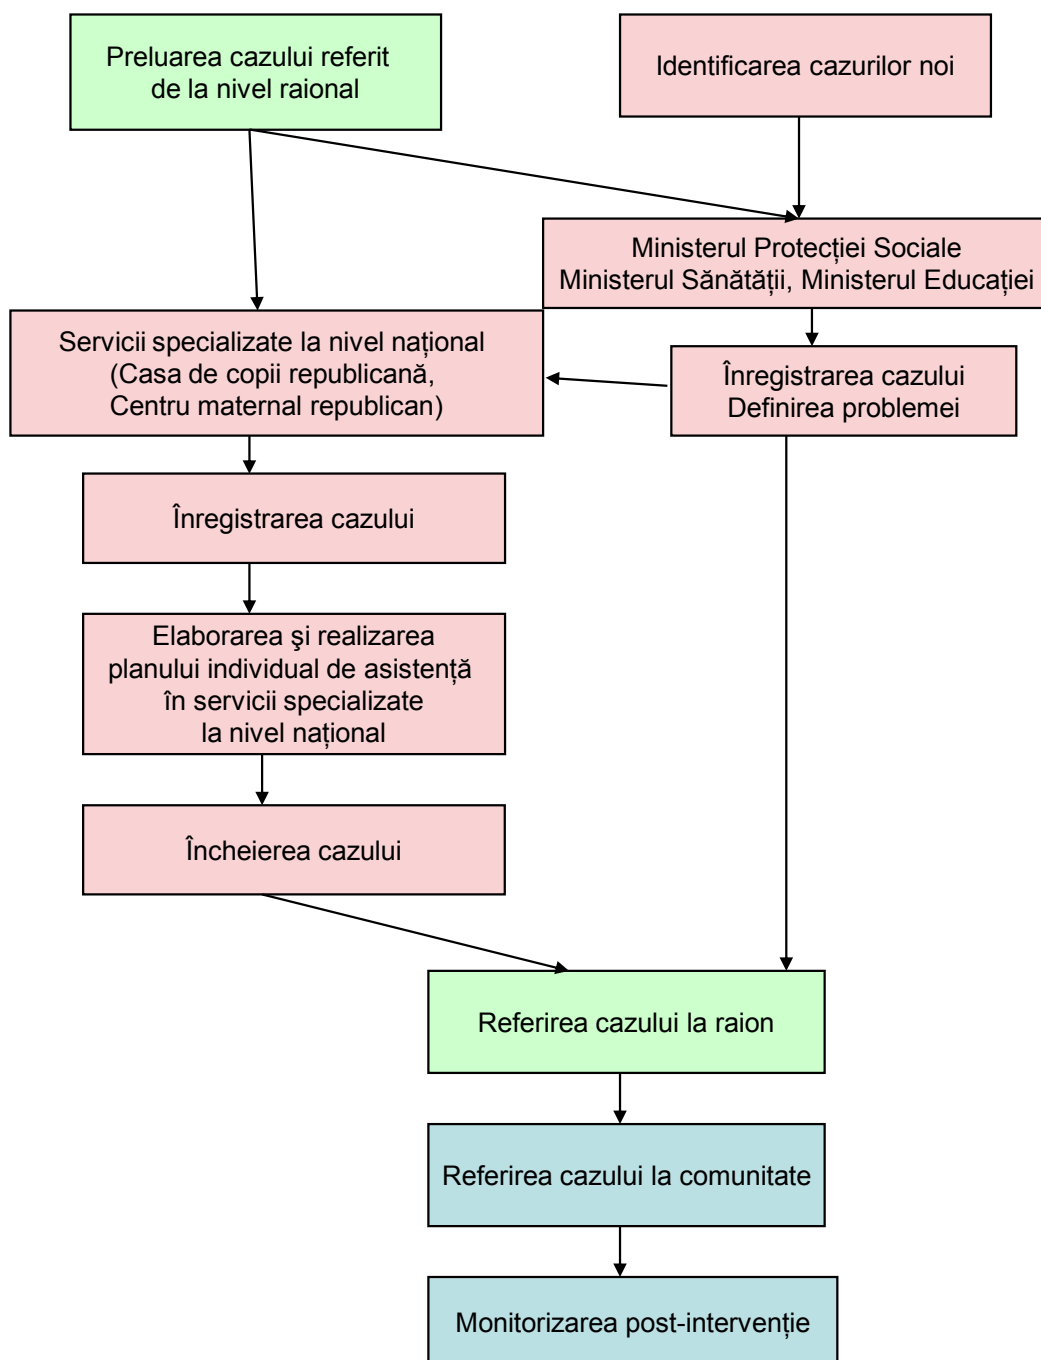 Preluarea cazului referit
de la nivel raional
Identificarea cazurilor noi
Ministerul Protecției Sociale
Ministerul Sănătății, Ministerul Educației
Servicii specializate la nivel național
(Casa de copii republicană,
Centru maternal republican)
Înregistrarea cazului
Definirea problemei
Înregistrarea cazului
Elaborarea şi realizarea
planului individual de asistență
în servicii specializate
la nivel național
Încheierea cazului
Referirea cazului la raion
Referirea cazului la comunitate
Monitorizarea post-intervenție